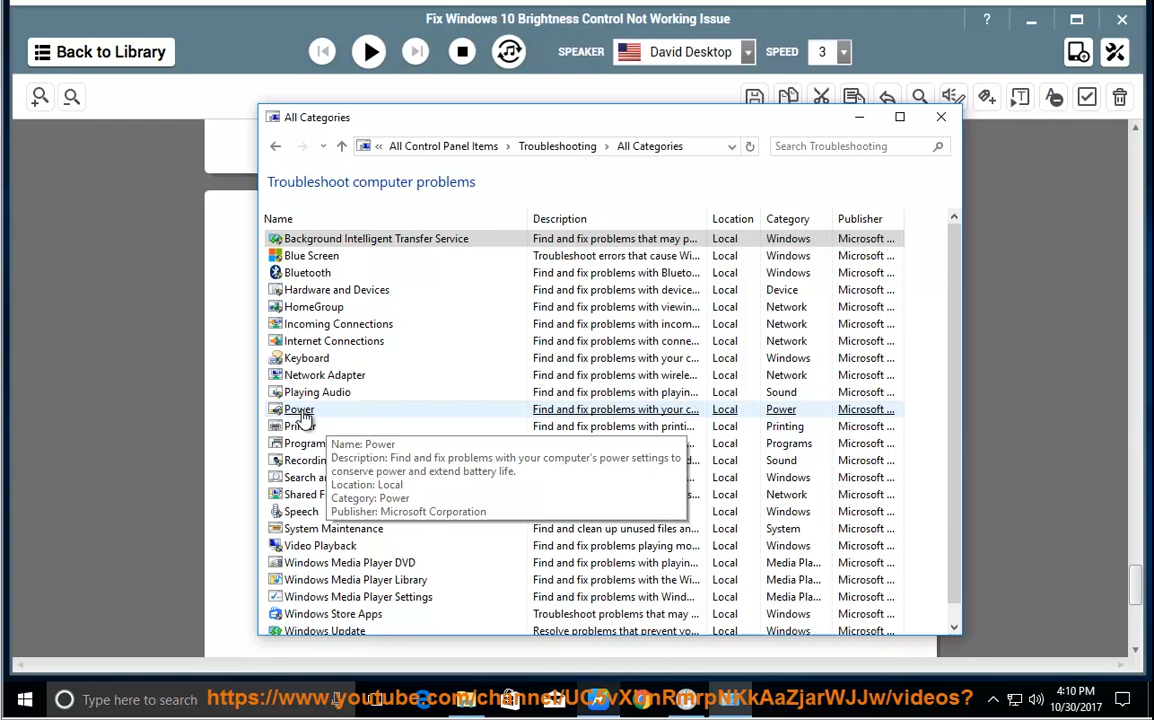 Fix Windows 10 Brightness Control Not Working Issue
Back to Library
SPEAKER David Desktop SPEED 3
All Categories
« All Control Panel Items › Troubleshooting › All Categories
Search Troubleshooting
Troubleshoot computer problems
Name Description Location Category Publisher
Background Intelligent Transfer Service Find and fix problems that may p... Local Windows Microsoft ...
Blue Screen Troubleshoot errors that cause Wi... Local Windows Microsoft ...
Bluetooth Find and fix problems with Blueto... Local Windows Microsoft ...
Hardware and Devices Find and fix problems with device... Local Device Microsoft ...
HomeGroup Find and fix problems with viewin... Local Network Microsoft ...
Incoming Connections Find and fix problems with incom... Local Network Microsoft ...
Internet Connections Find and fix problems with conne... Local Network Microsoft ...
Keyboard Find and fix problems with your c... Local Windows Microsoft ...
Network Adapter Find and fix problems with wirele... Local Network Microsoft ...
Playing Audio Find and fix problems with playin... Local Sound Microsoft ...
Power Find and fix problems with your c... Local Power Microsoft ...
Printer Find and fix problems with printi... Local Printing Microsoft ...
Program Local Programs Microsoft ...
Recordin Local Sound Microsoft ...
Search a Local Windows Microsoft ...
Shared F Local Network Microsoft ...
Speech Local Windows Microsoft ...
Name: Power
Description: Find and fix problems with your computer's power settings to
conserve power and extend battery life.
Location: Local
Category: Power
Publisher: Microsoft Corporation
System Maintenance Find and clean up unused files an... Local System Microsoft ...
Video Playback Find and fix problems playing mo... Local Windows Microsoft ...
Windows Media Player DVD Find and fix problems with playin... Local Media Pla... Microsoft ...
Windows Media Player Library Find and fix problems with the Wi... Local Media Pla... Microsoft ...
Windows Media Player Settings Find and fix problems with Wind... Local Media Pla... Microsoft ...
Windows Store Apps Troubleshoot problems that may ... Local Windows Microsoft ...
Windows Update Resolve problems that prevent yo... Local Windows Microsoft ...
Type here to search
4:10 PM
10/30/2017